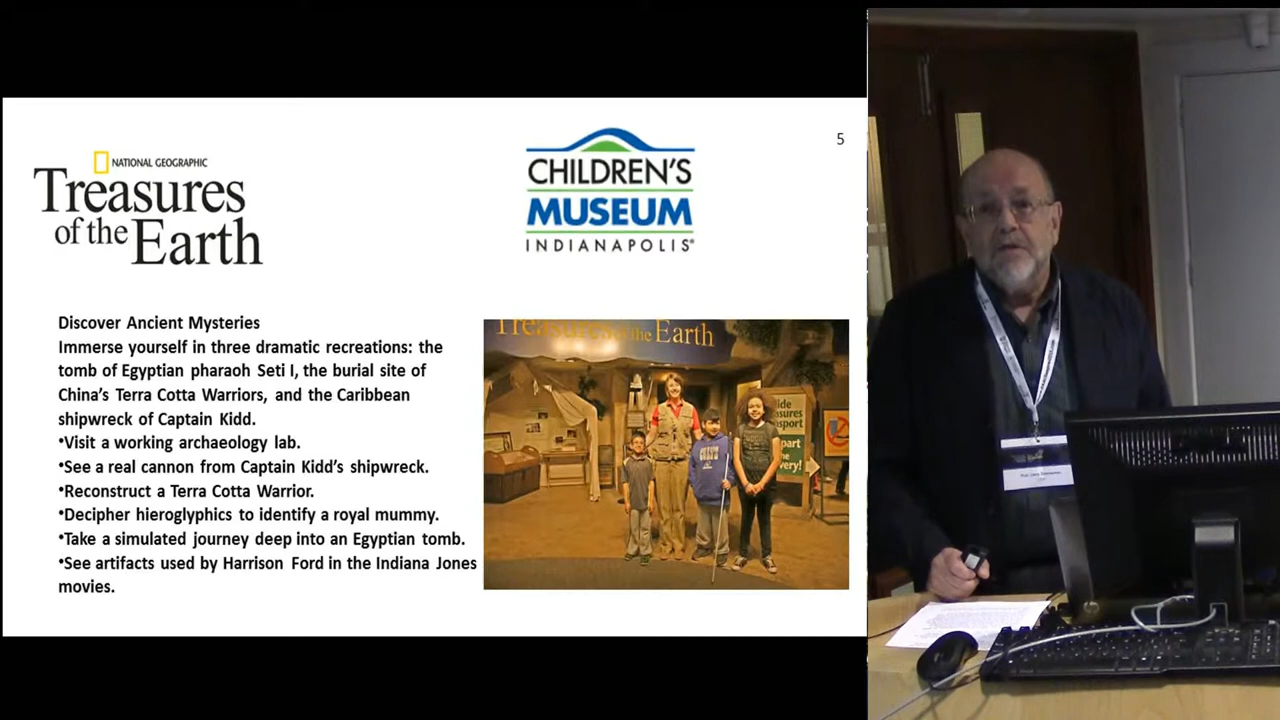 5
NATIONAL GEOGRAPHIC
Treasures
of the Earth
CHILDREN'S
MUSEUM
INDIANAPOLIS®
Discover Ancient Mysteries
Immerse yourself in three dramatic recreations: the
tomb of Egyptian pharaoh Seti I, the burial site of
China's Terra Cotta Warriors, and the Caribbean
shipwreck of Captain Kidd.
•Visit a working archaeology lab.
•See a real cannon from Captain Kidd's shipwreck.
•Reconstruct a Terra Cotta Warrior.
•Decipher hieroglyphics to identify a royal mummy.
•Take a simulated journey deep into an Egyptian tomb.
•See artifacts used by Harrison Ford in the Indiana Jones
movies.
Treasures of the Earth